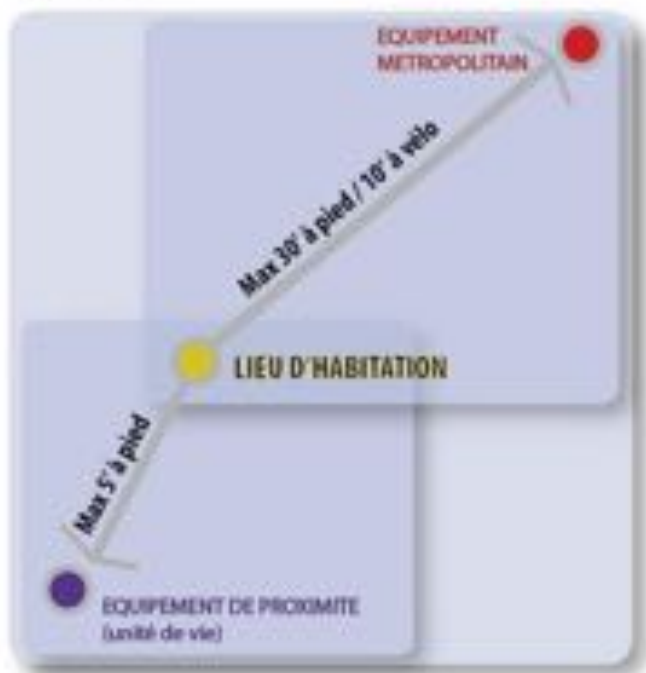 EQUIPEMENT
METROPOLITAIN
Max 30' à pied / 10' à vélo
LIEU D'HABITATION
Max 5' à pied
EQUIPEMENT DE PROXIMITE
(unité de vie)